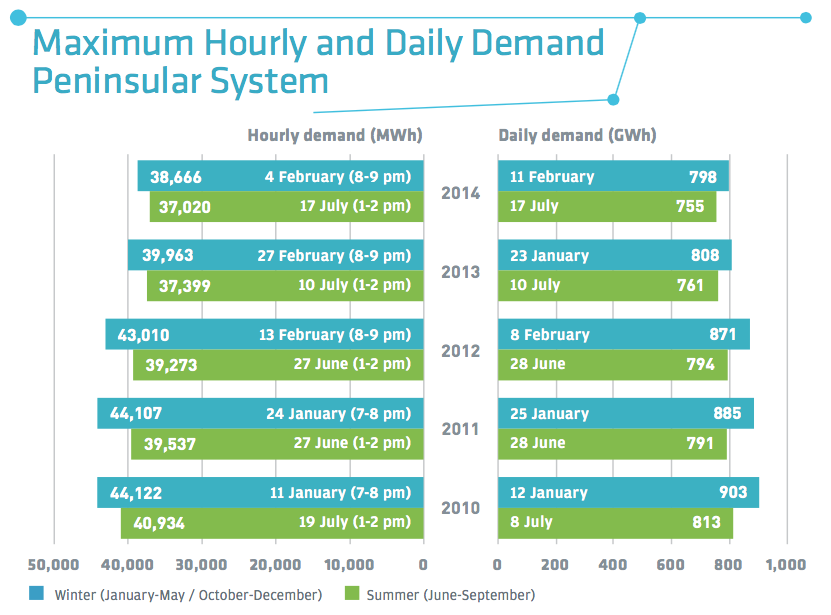 Maximum Hourly and Daily Demand
Peninsular System
Hourly demand (MWh) Daily demand (GWh)
38,666 4 February (8-9 pm) 11 February 798
2014
37,020 17 July (1-2 pm) 17 July 755
39,963 27 February (8-9 pm) 23 January 808
2013
37,399 10 July (1-2 pm) 10 July 761
43,010 13 February (8-9 pm) 8 February 871
2012
39,273 27 June (1-2 pm) 28 June 794
44,107 24 January (7-8 pm) 25 January 885
2011
39,537 27 June (1-2 pm) 28 June 791
44,122 11 January (7-8 pm) 12 January 903
2010
40,934 19 July (1-2 pm) 8 July 813
50,000 40,000 30,000 20,000 10,000 0 0 200 400 600 800 1,000
Winter (January-May / October-December) Summer (June-September)